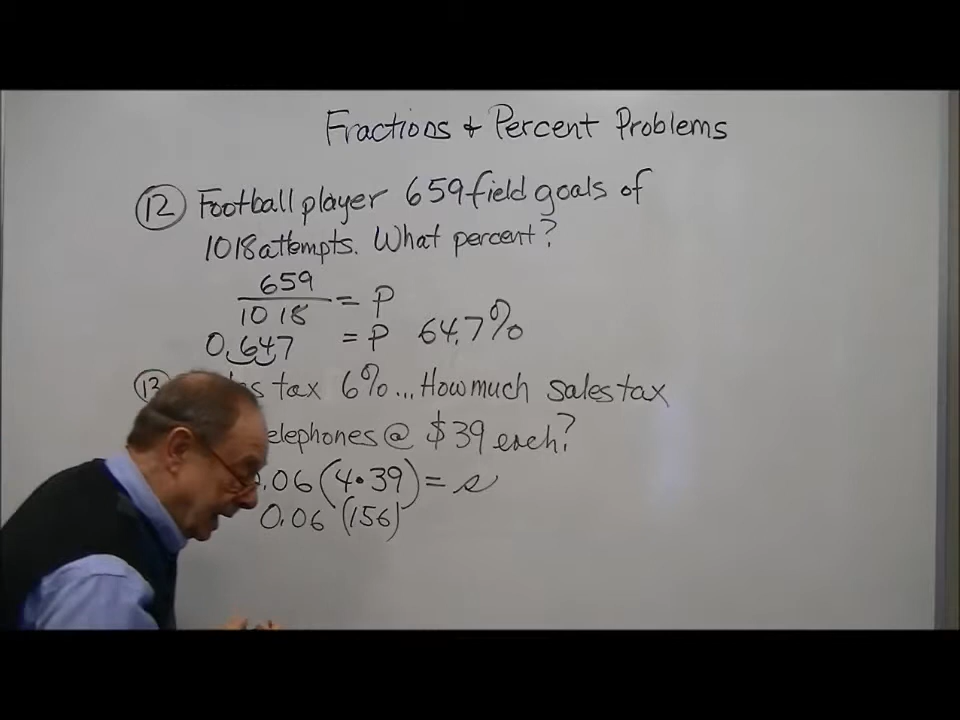 Fractions + Percent Problems
12 Football player 659 field goals of
1018 attempts. What percent?
659
1018 = P
0.647 = P 64.7%
13 tax 6%... How much sales tax
@ $39 each?
.06 (4•39) = s
0.06 (156)